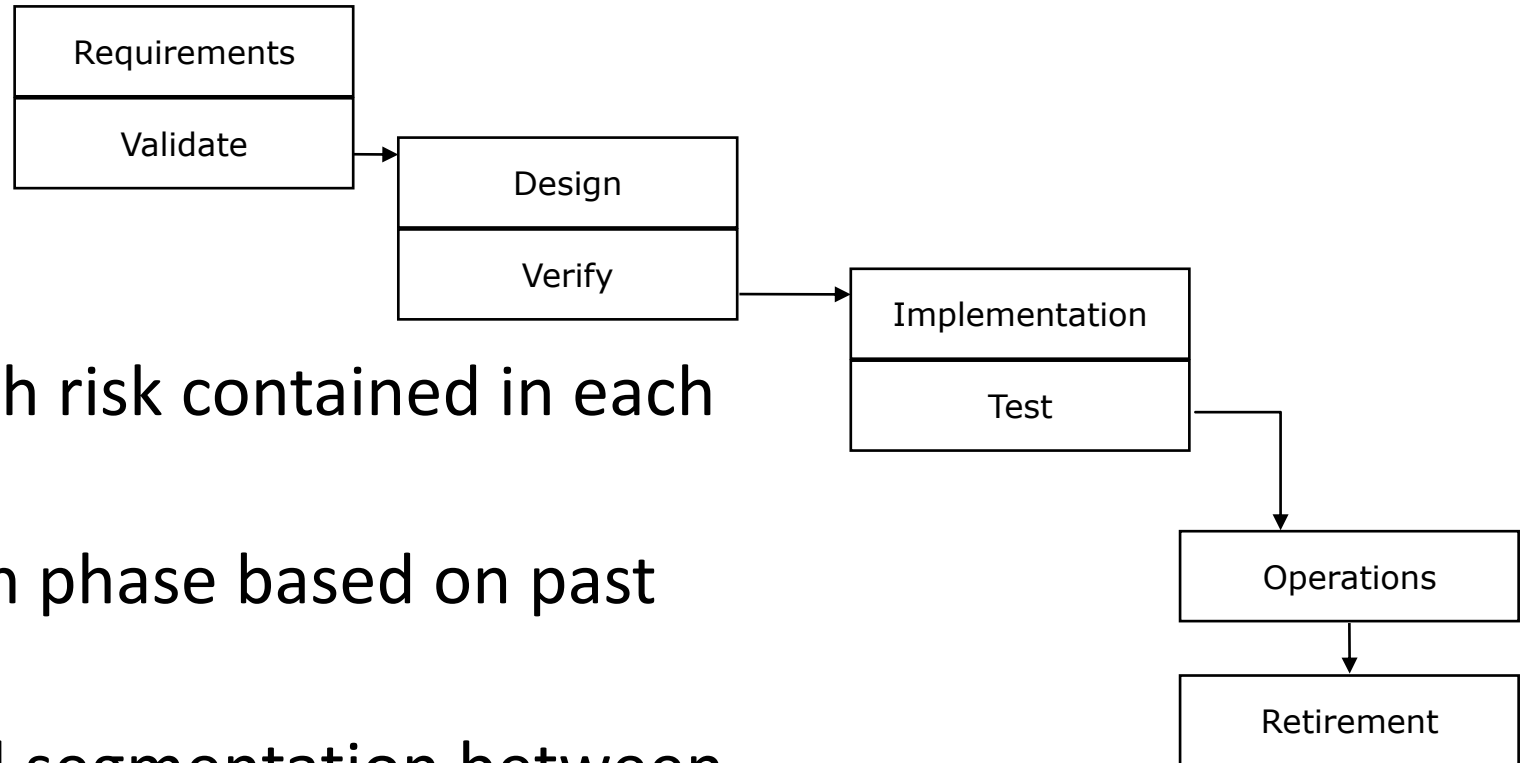 Requirements
Validate
Design
Verify
Implementation
Test
h risk contained in each
Operations
n phase based on past
Retirement
segmentation between